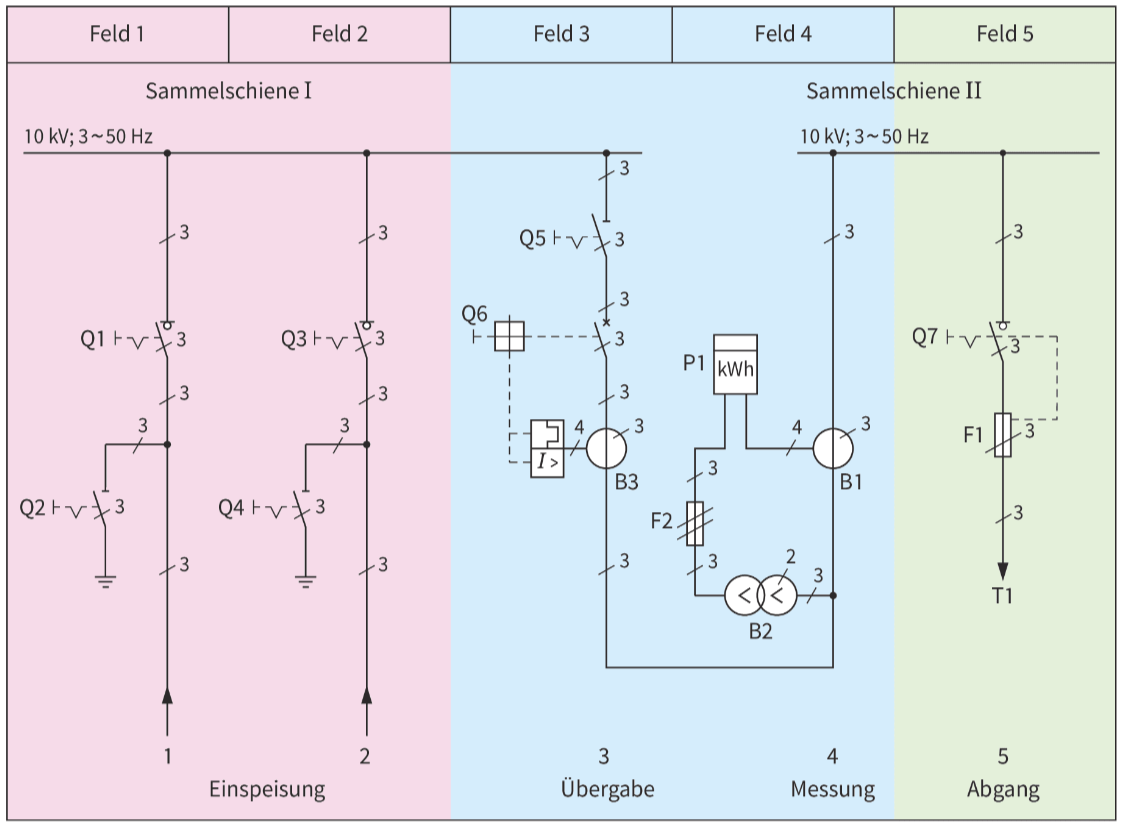 Feld 1 Feld 2 Feld 3 Feld 4 Feld 5
Sammelschiene I Sammelschiene II
10 kV; 3~50 Hz 10 kV; 3~50 Hz
3
3 3 3 3
Q5 3
3
Q6
Q1 3 Q3 3 3 Q7 3
P1 kWh
3 3 3
3 3 4 3 4 3 F1 3
I >
B3 B1
3
Q2 3 Q4 3 F2 3
3 3 3 3 2 3
T1
B2
1 2 3 4 5
Einspeisung Übergabe Messung Abgang